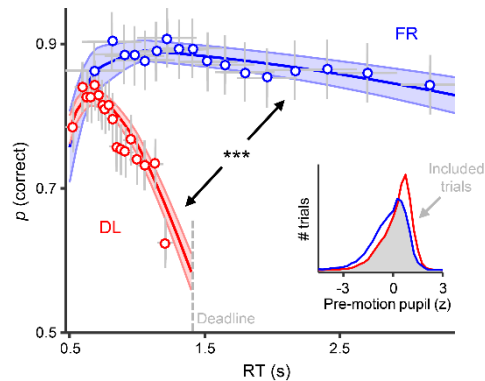 FR
0.9
p (correct)
***
0.7
DL
# trials
Included
trials
-3
0
3
Pre-motion pupil (z)
Deadline
0.5
0.5
1.5
2.5
RT (s)